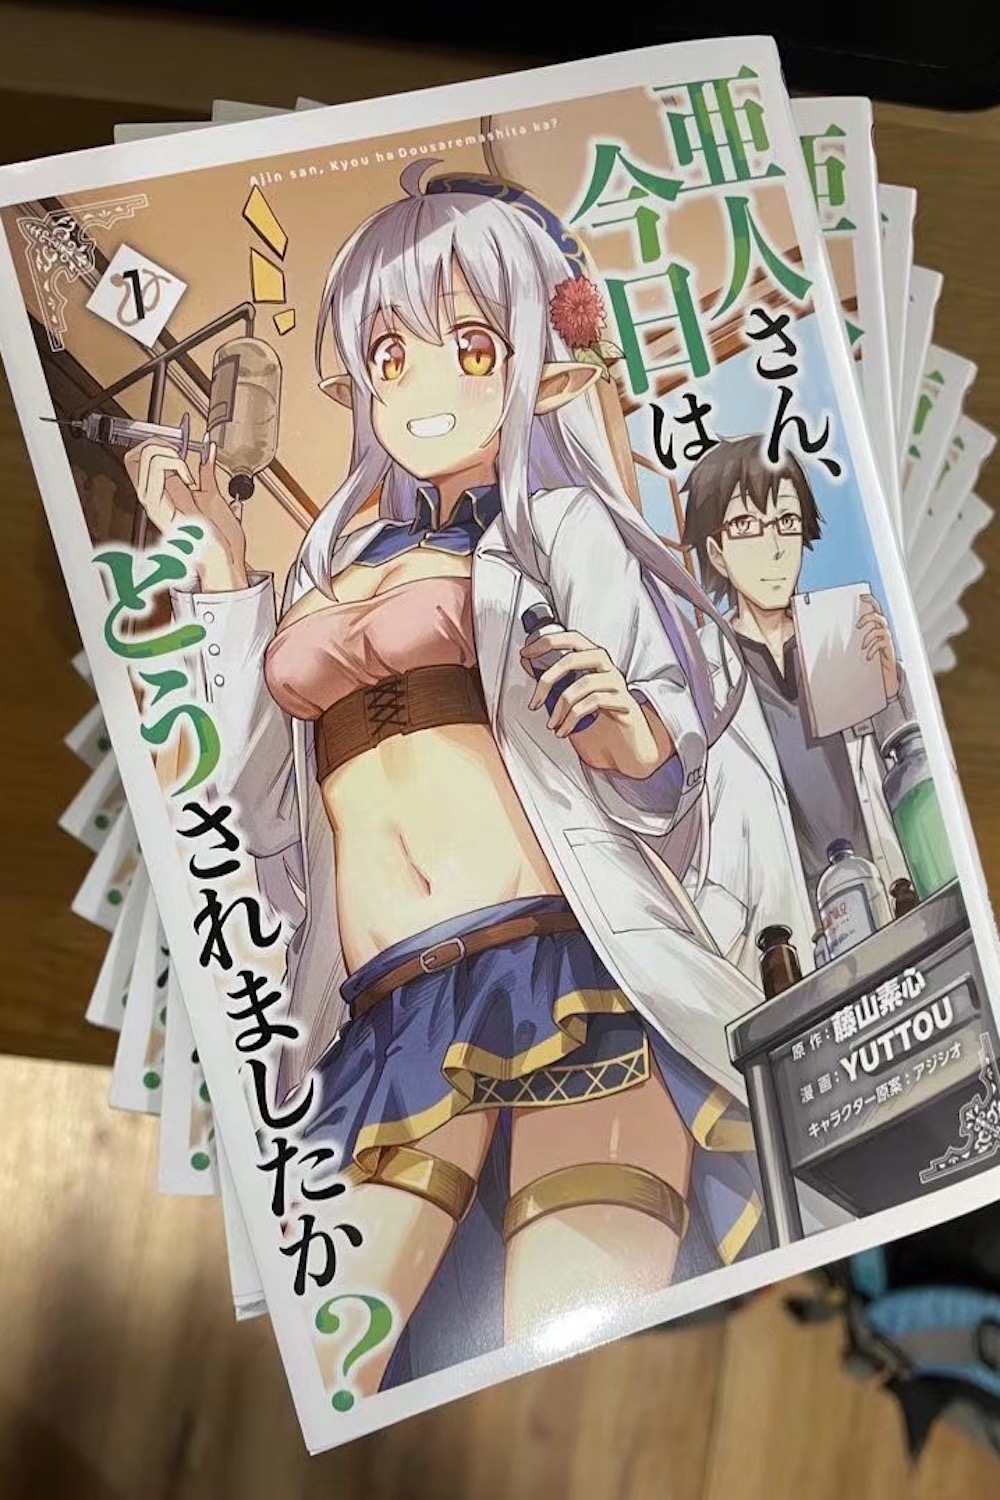 Ajin san, Kyou ha Dousaremashita ka?
亜人さん、
今日は
どうされましたか?
1
原作:藤山素心
漫画:YUTTOU
キャラクター原案:アジシオ